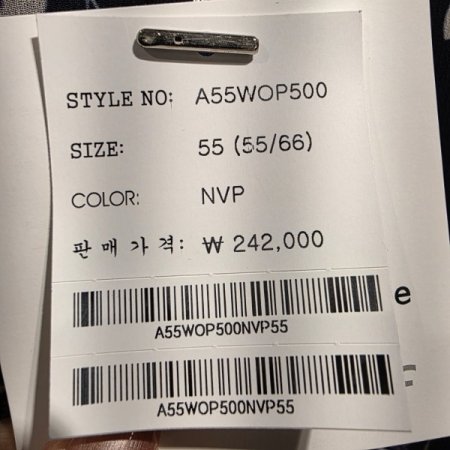 STYLE NO: A55WOP500
SIZE: 55 (55/66)
COLOR: NVP
판매가격: ₩ 242,000
A55WOP500NVP55
e
A55WOP500NVP55